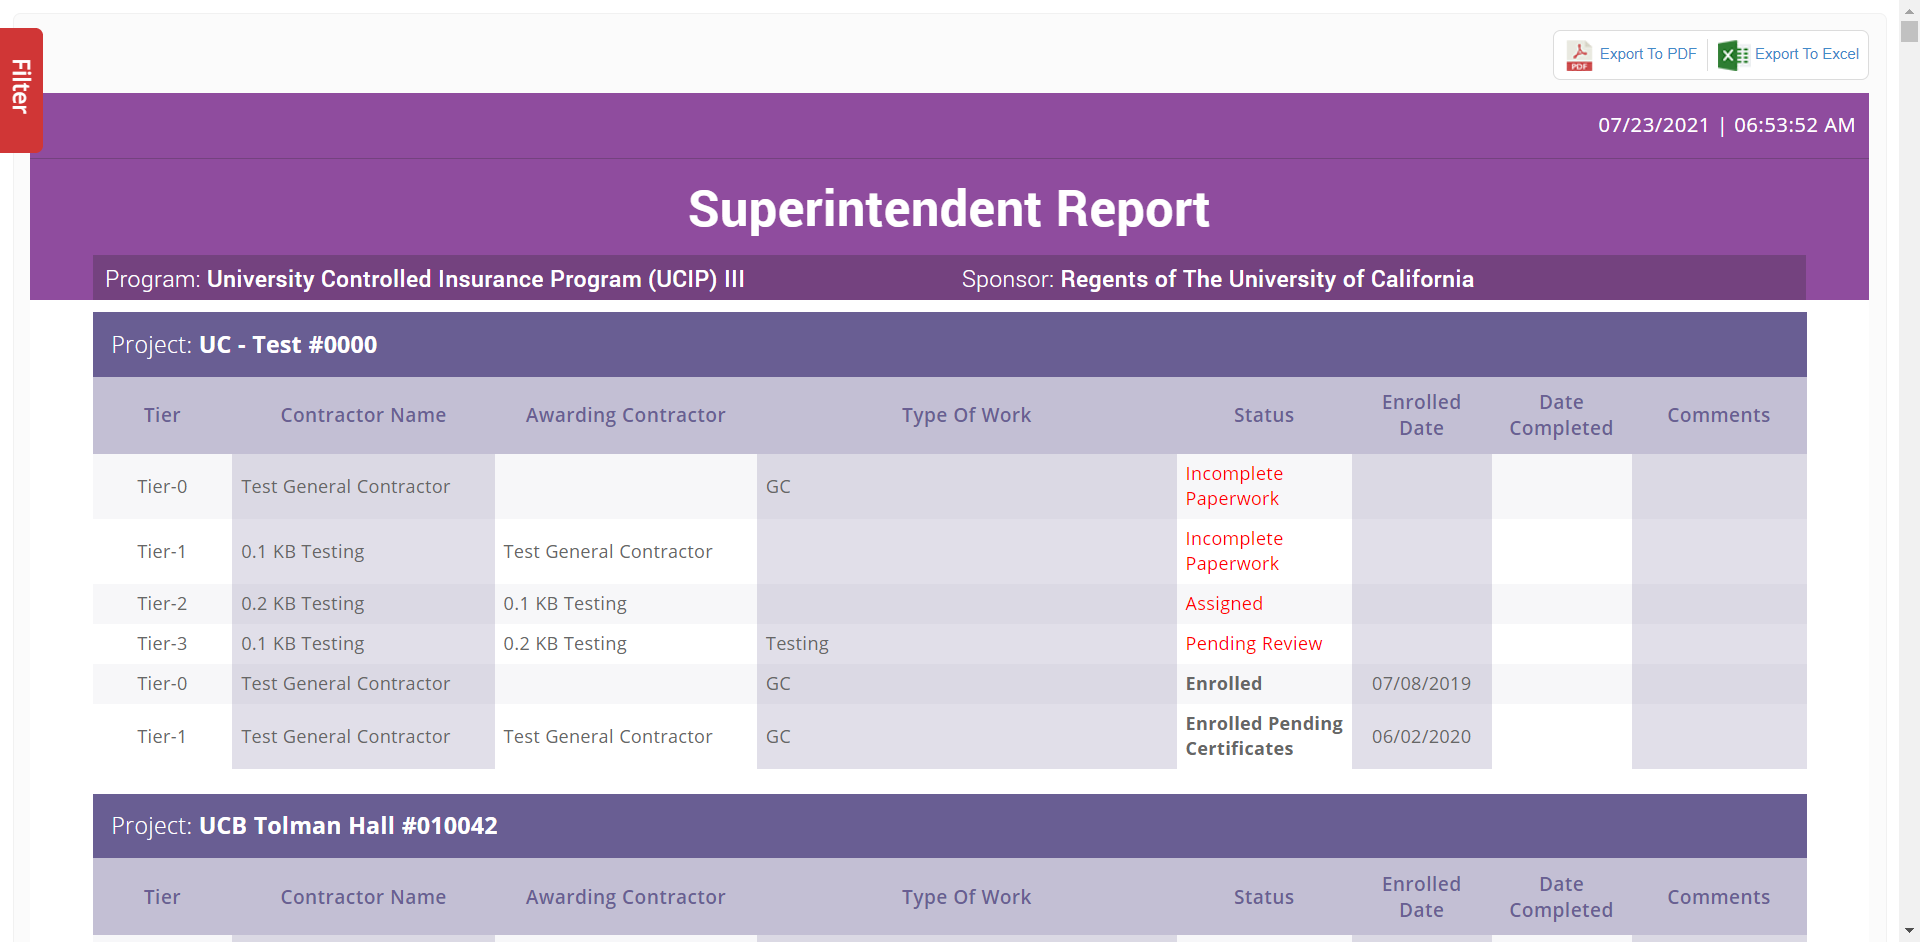 Filter
PDF Export To PDF Export To Excel
07/23/2021 | 06:53:52 AM
Superintendent Report
Program: University Controlled Insurance Program (UCIP) III Sponsor: Regents of The University of California
Project: UC - Test #0000
Tier Contractor Name Awarding Contractor Type Of Work Status Enrolled Date Date Completed Comments
Tier-0 Test General Contractor GC Incomplete Paperwork
Tier-1 0.1 KB Testing Test General Contractor Incomplete Paperwork
Tier-2 0.2 KB Testing 0.1 KB Testing Assigned
Tier-3 0.1 KB Testing 0.2 KB Testing Testing Pending Review
Tier-0 Test General Contractor GC Enrolled 07/08/2019
Tier-1 Test General Contractor Test General Contractor GC Enrolled Pending Certificates 06/02/2020
Project: UCB Tolman Hall #010042
Tier Contractor Name Awarding Contractor Type Of Work Status Enrolled Date Date Completed Comments